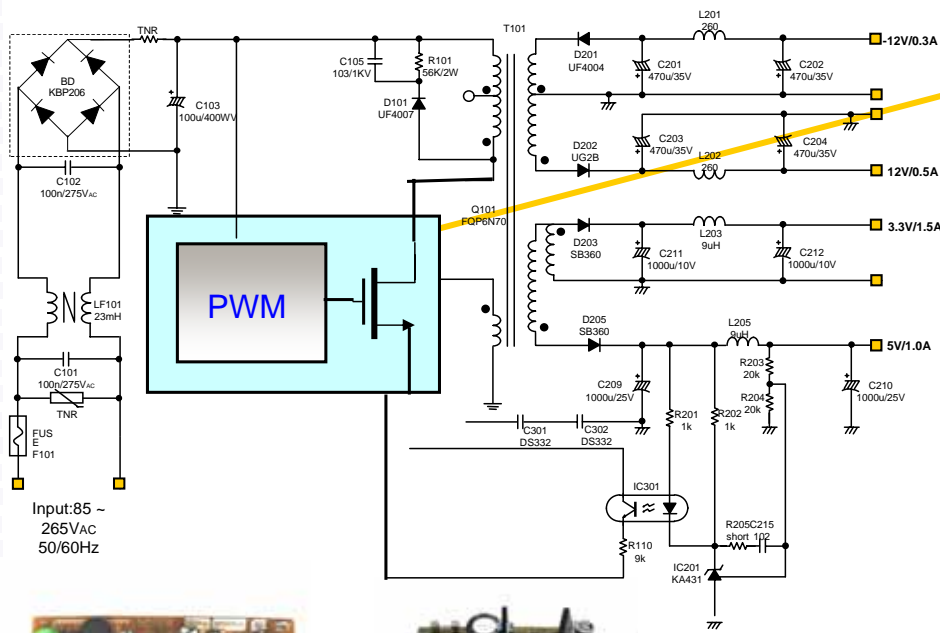 TNR
BD
KBP206
C103
100u/400WV
C102
100n/275VAC
LF101
23mH
C101
100n/275VAC
TNR
FUS
E
F101
Input:85 ~
265VAC
50/60Hz
C105
103/1KV
R101
56K/2W
D101
UF4007
T101
Q101
FQP6N70
PWM
D201
UF4004
L201
260
C201
470u/35V
C202
470u/35V
-12V/0.3A
D202
UG2B
C203
470u/35V
L202
260
C204
470u/35V
12V/0.5A
D203
SB360
L203
9uH
C211
1000u/10V
C212
1000u/10V
3.3V/1.5A
D205
SB360
L205
9uH
5V/1.0A
C209
1000u/25V
R201
1k
R202
1k
R203
20k
R204
20k
C210
1000u/25V
C301
DS332
C302
DS332
IC301
R110
9k
R205C215
short 102
IC201
KA431